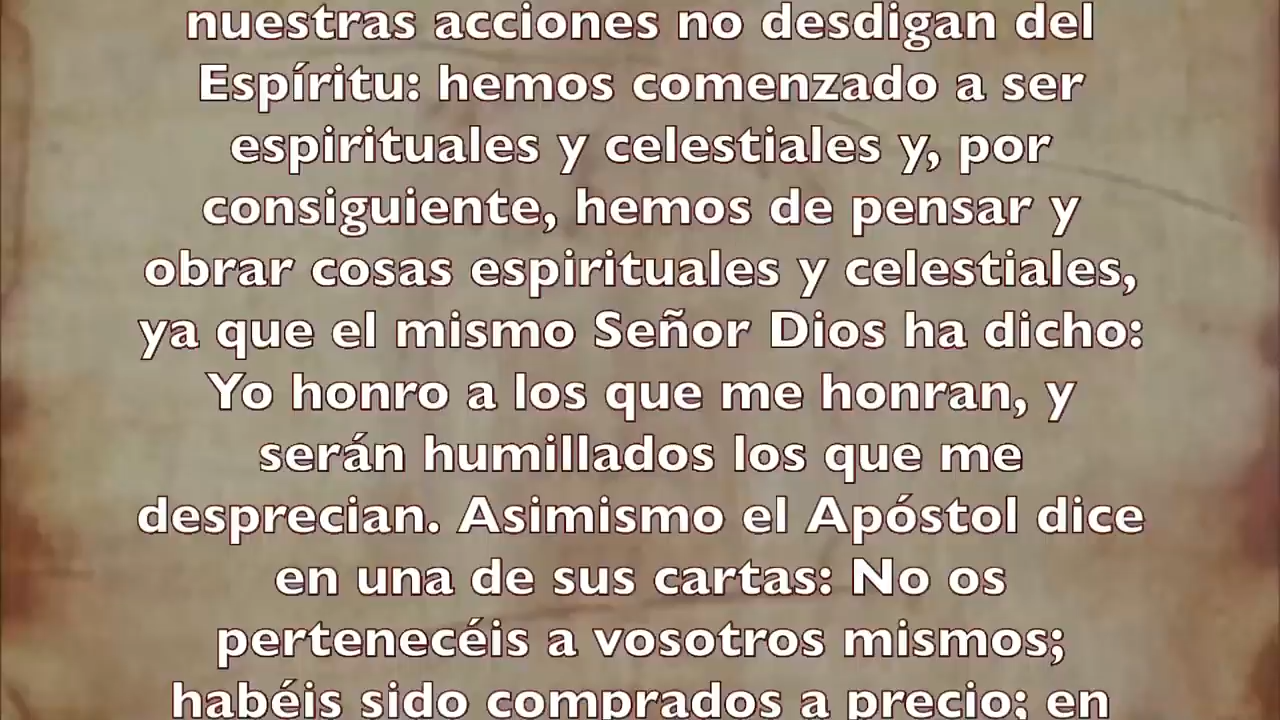 nuestras acciones no desdigan del
Espíritu: hemos comenzado a ser
espirituales y celestiales y, por
consiguiente, hemos de pensar y
obrar cosas espirituales y celestiales,
ya que el mismo Señor Dios ha dicho:
Yo honro a los que me honran, y
serán humillados los que me
desprecian. Asimismo el Apóstol dice
en una de sus cartas: No os
pertenecéis a vosotros mismos;
habéis sido comprados a precio; en